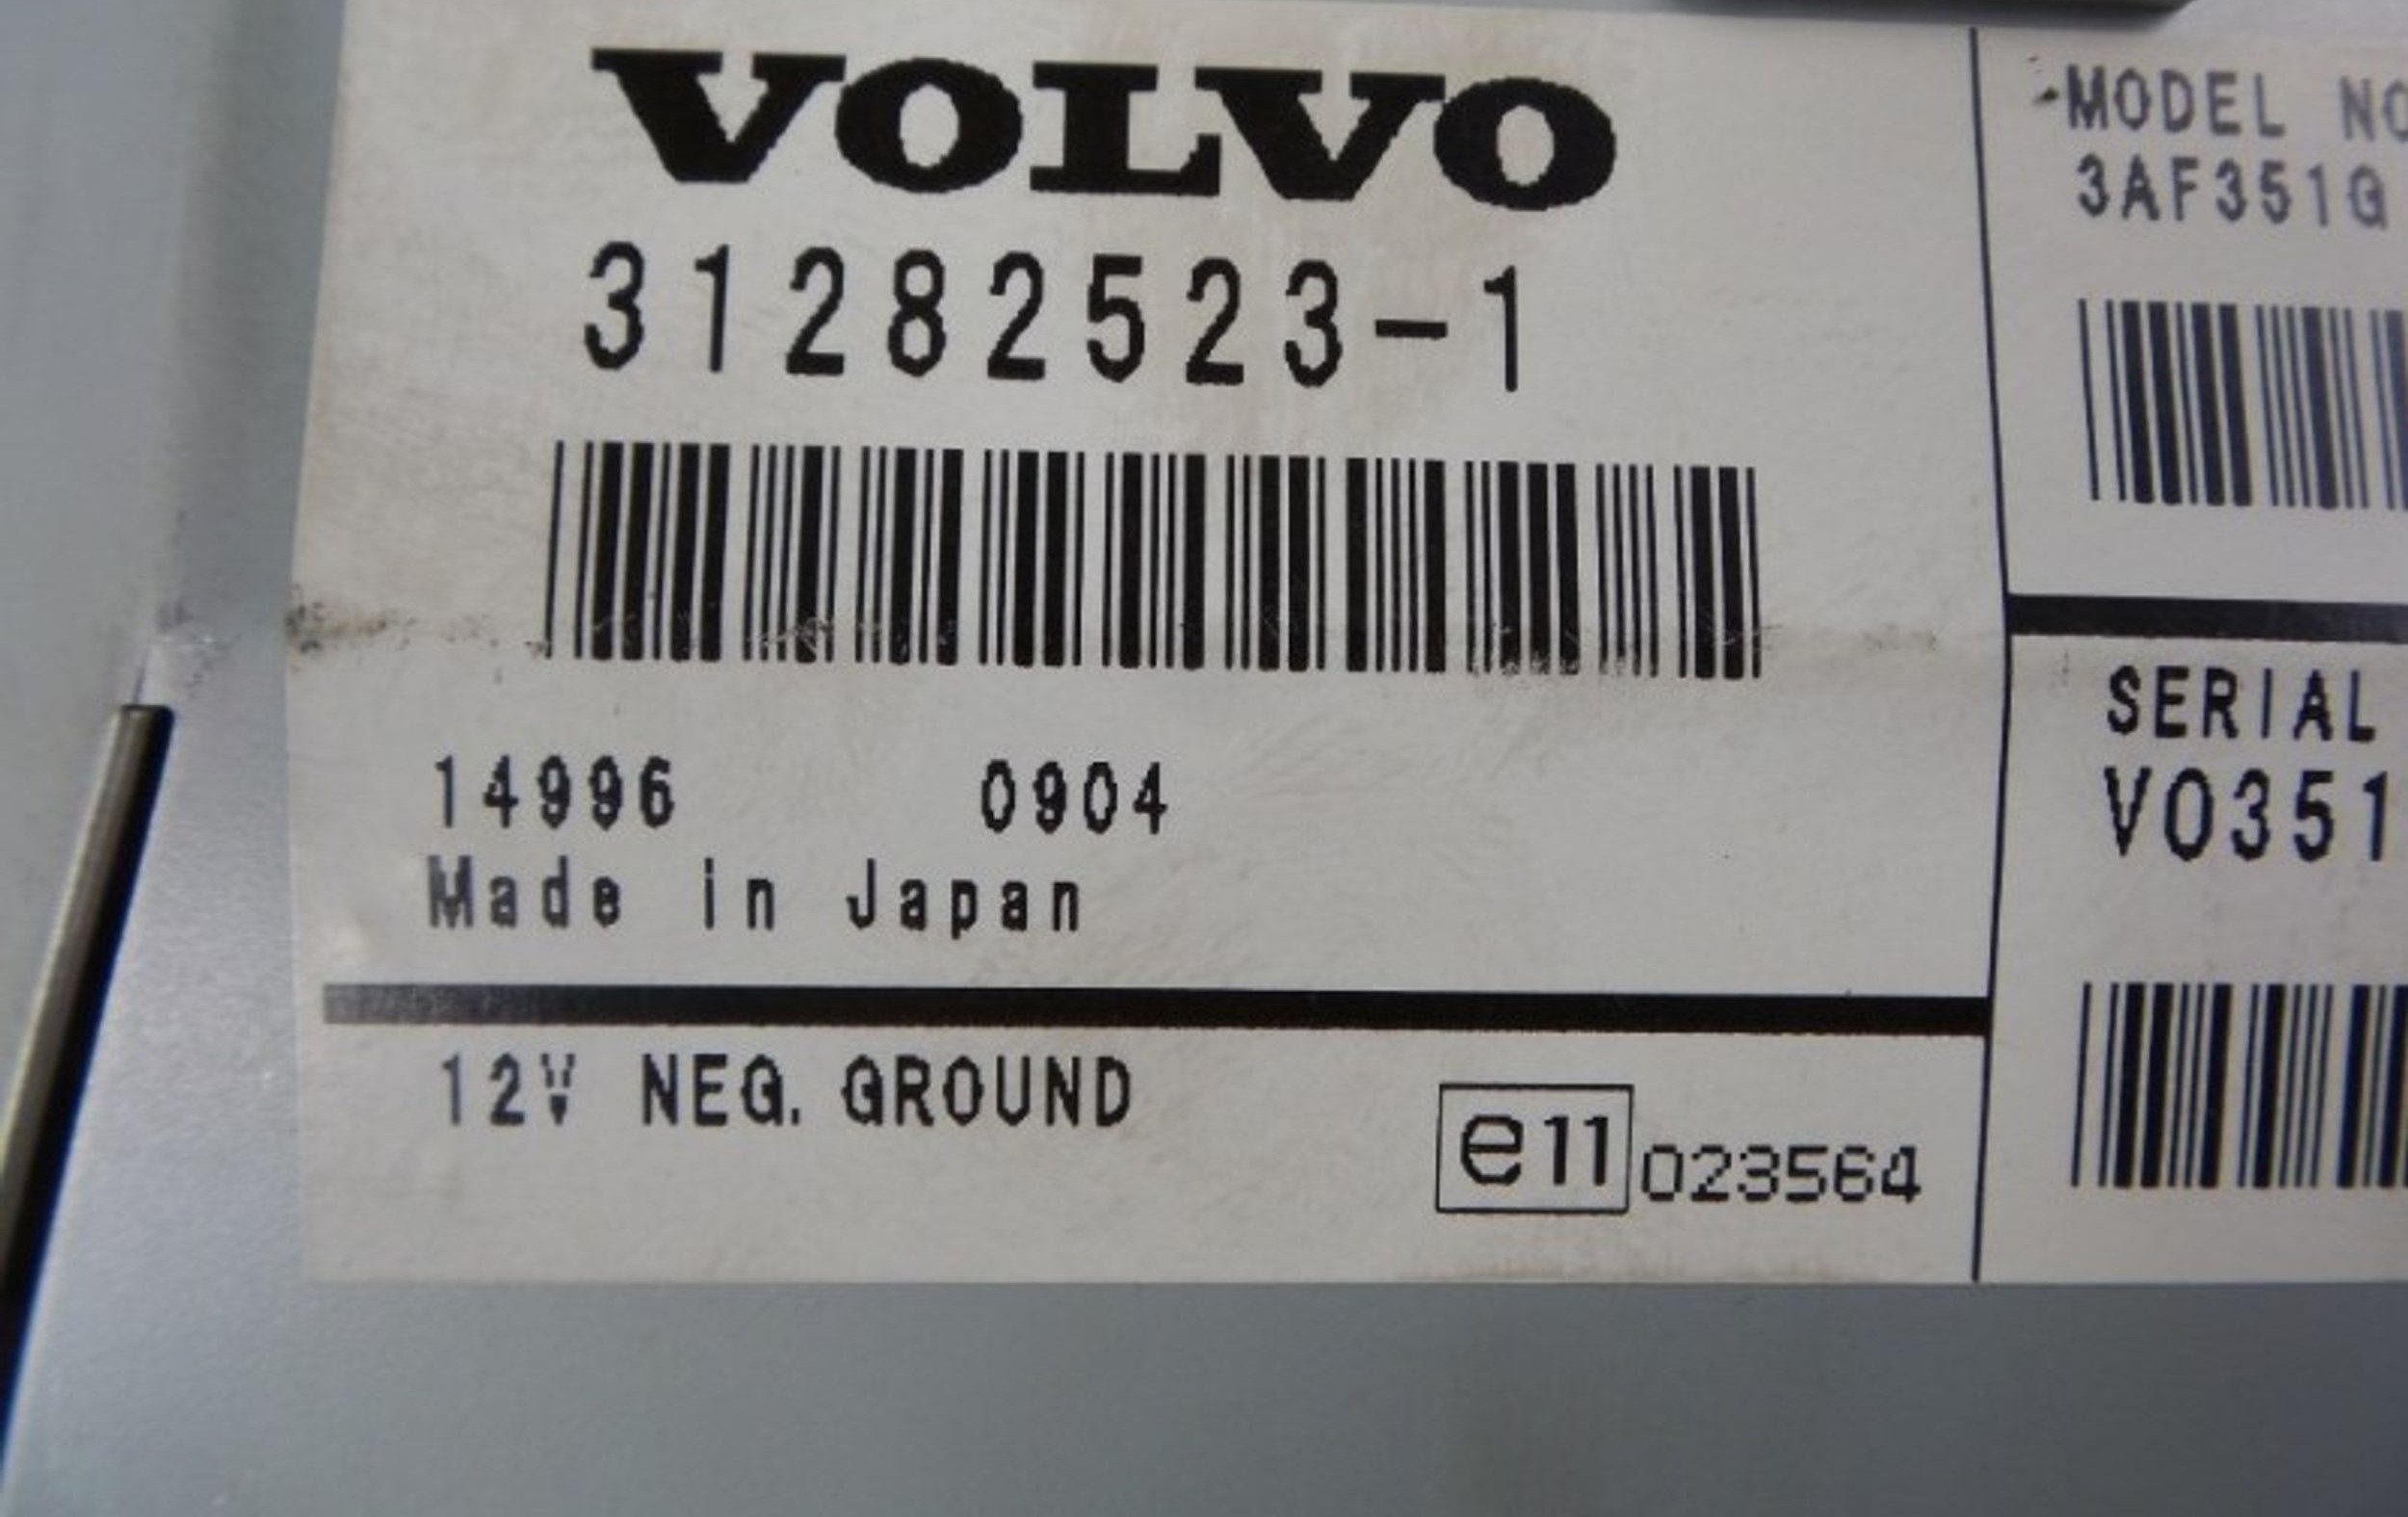 VOLVO
31282523-1
14996 0904
Made in Japan
12V NEG. GROUND
e11 023564
MODEL NO
3AF351G
SERIAL
VO351